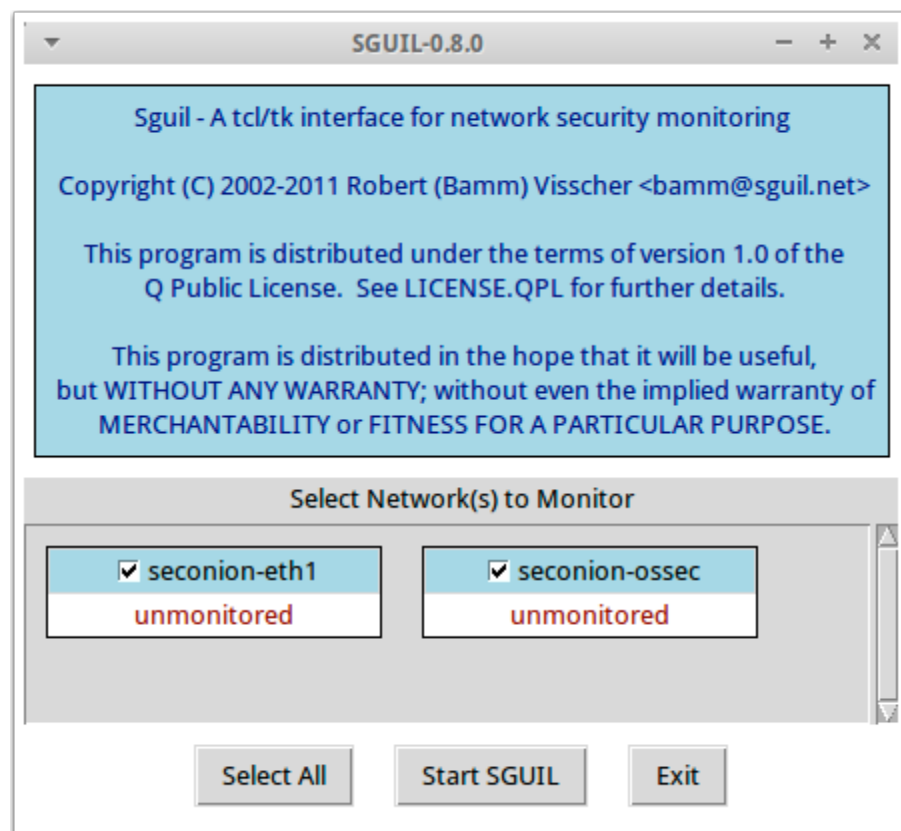 SGUIL-0.8.0
Sguil - A tcl/tk interface for network security monitoring
Copyright (C) 2002-2011 Robert (Bamm) Visscher <bamm@sguil.net>
This program is distributed under the terms of version 1.0 of the
Q Public License.  See LICENSE.QPL for further details.
This program is distributed in the hope that it will be useful,
but WITHOUT ANY WARRANTY; without even the implied warranty of
MERCHANTABILITY or FITNESS FOR A PARTICULAR PURPOSE.
Select Network(s) to Monitor
seconion-eth1 seconion-ossec
unmonitored unmonitored
Select All Start SGUIL Exit